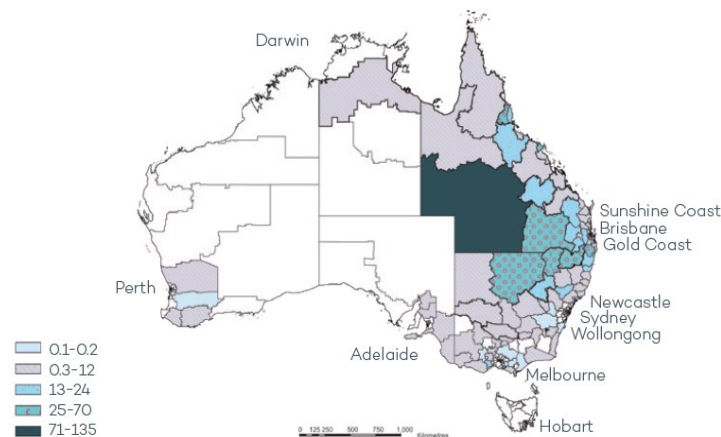 Darwin
Sunshine Coast
Brisbane
Gold Coast
Perth
Newcastle
Sydney
Wollongong
Adelaide
Melbourne
Hobart
0.1-0.2
0.3-12
13-24
25-70
71-135
0 125 250 500 750 1,000
Kilometres